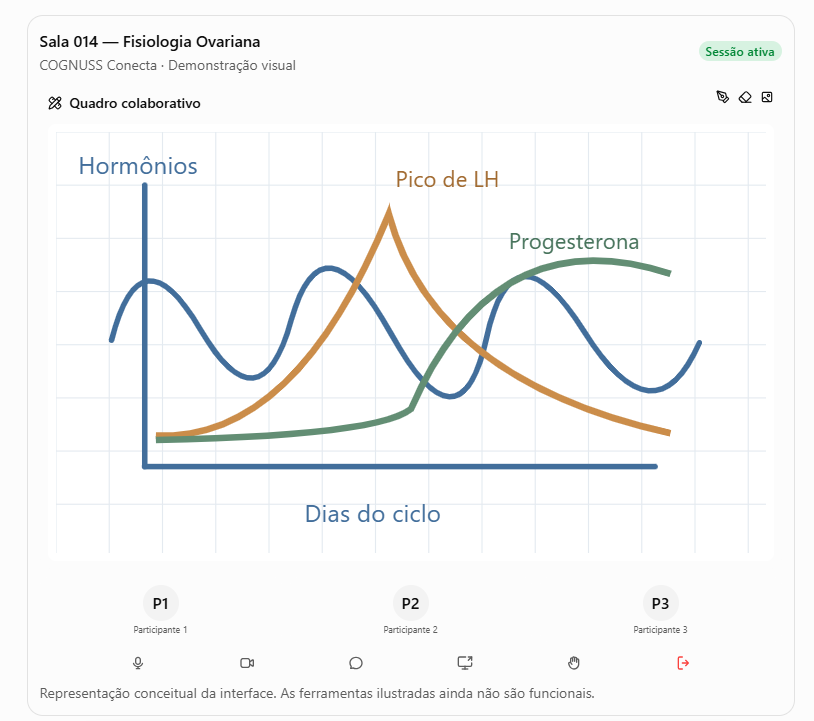 Sala 014 — Fisiologia Ovariana
COGNUSS Conecta · Demonstração visual
Sessão ativa
Quadro colaborativo
Hormônios
Pico de LH
Progesterona
Dias do ciclo
P1
P2
P3
Participante 1
Participante 2
Participante 3
Representação conceitual da interface. As ferramentas ilustradas ainda não são funcionais.